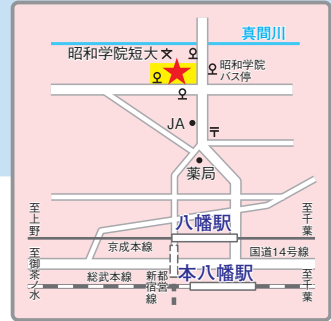 真間川
昭和学院短大
昭和学院
バス停
JA
薬局
八幡駅
至上野
至千葉
京成本線
国道14号線
至御茶ノ水
総武本線
新都
宿営
線
本八幡駅
至千葉